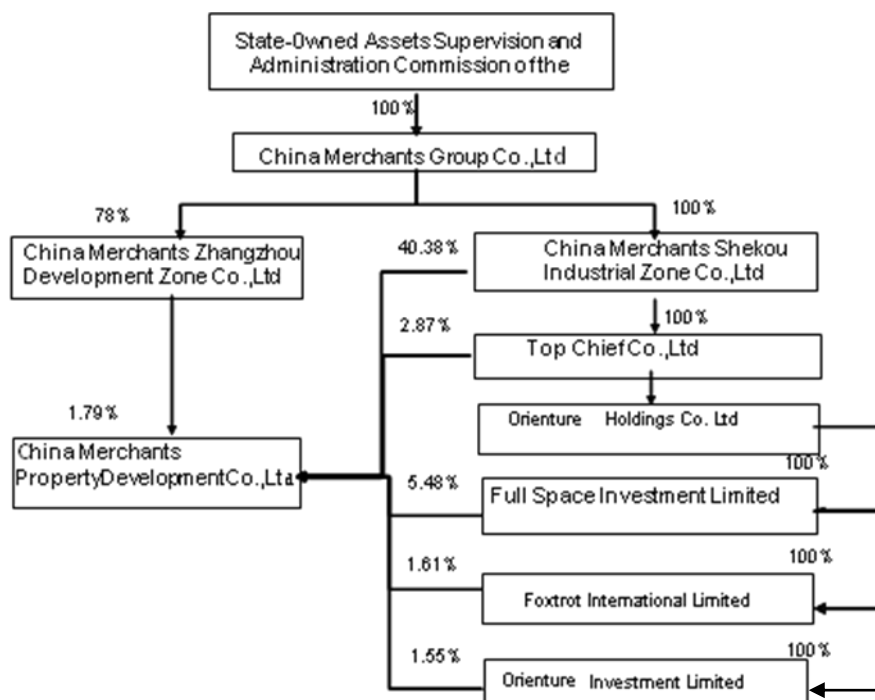 State-Owned Assets Supervision and
Administration Commission of the
100%
China Merchants Group Co.,Ltd
78%
100%
China Merchants Zhangzhou
Development Zone Co.,Ltd
40.38%
China Merchants Shekou
Industrial Zone Co.,Ltd
100%
2.87%
Top Chief Co.,Ltd
1.79%
Orienture Holdings Co. Ltd
China Merchants
PropertyDevelopmentCo.,Lta
100%
5.48%
Full Space Investment Limited
100%
1.61%
Foxtrot International Limited
100%
1.55%
Orienture Investment Limited